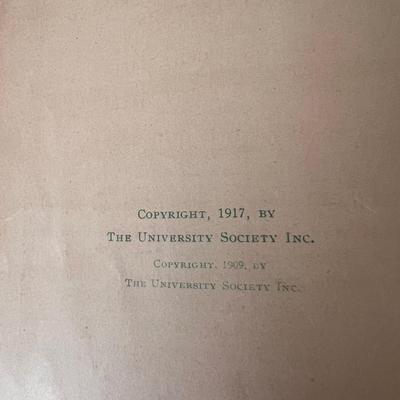 Copyright, 1917, by
The University Society Inc.
Copyright, 1909, by
The University Society Inc.